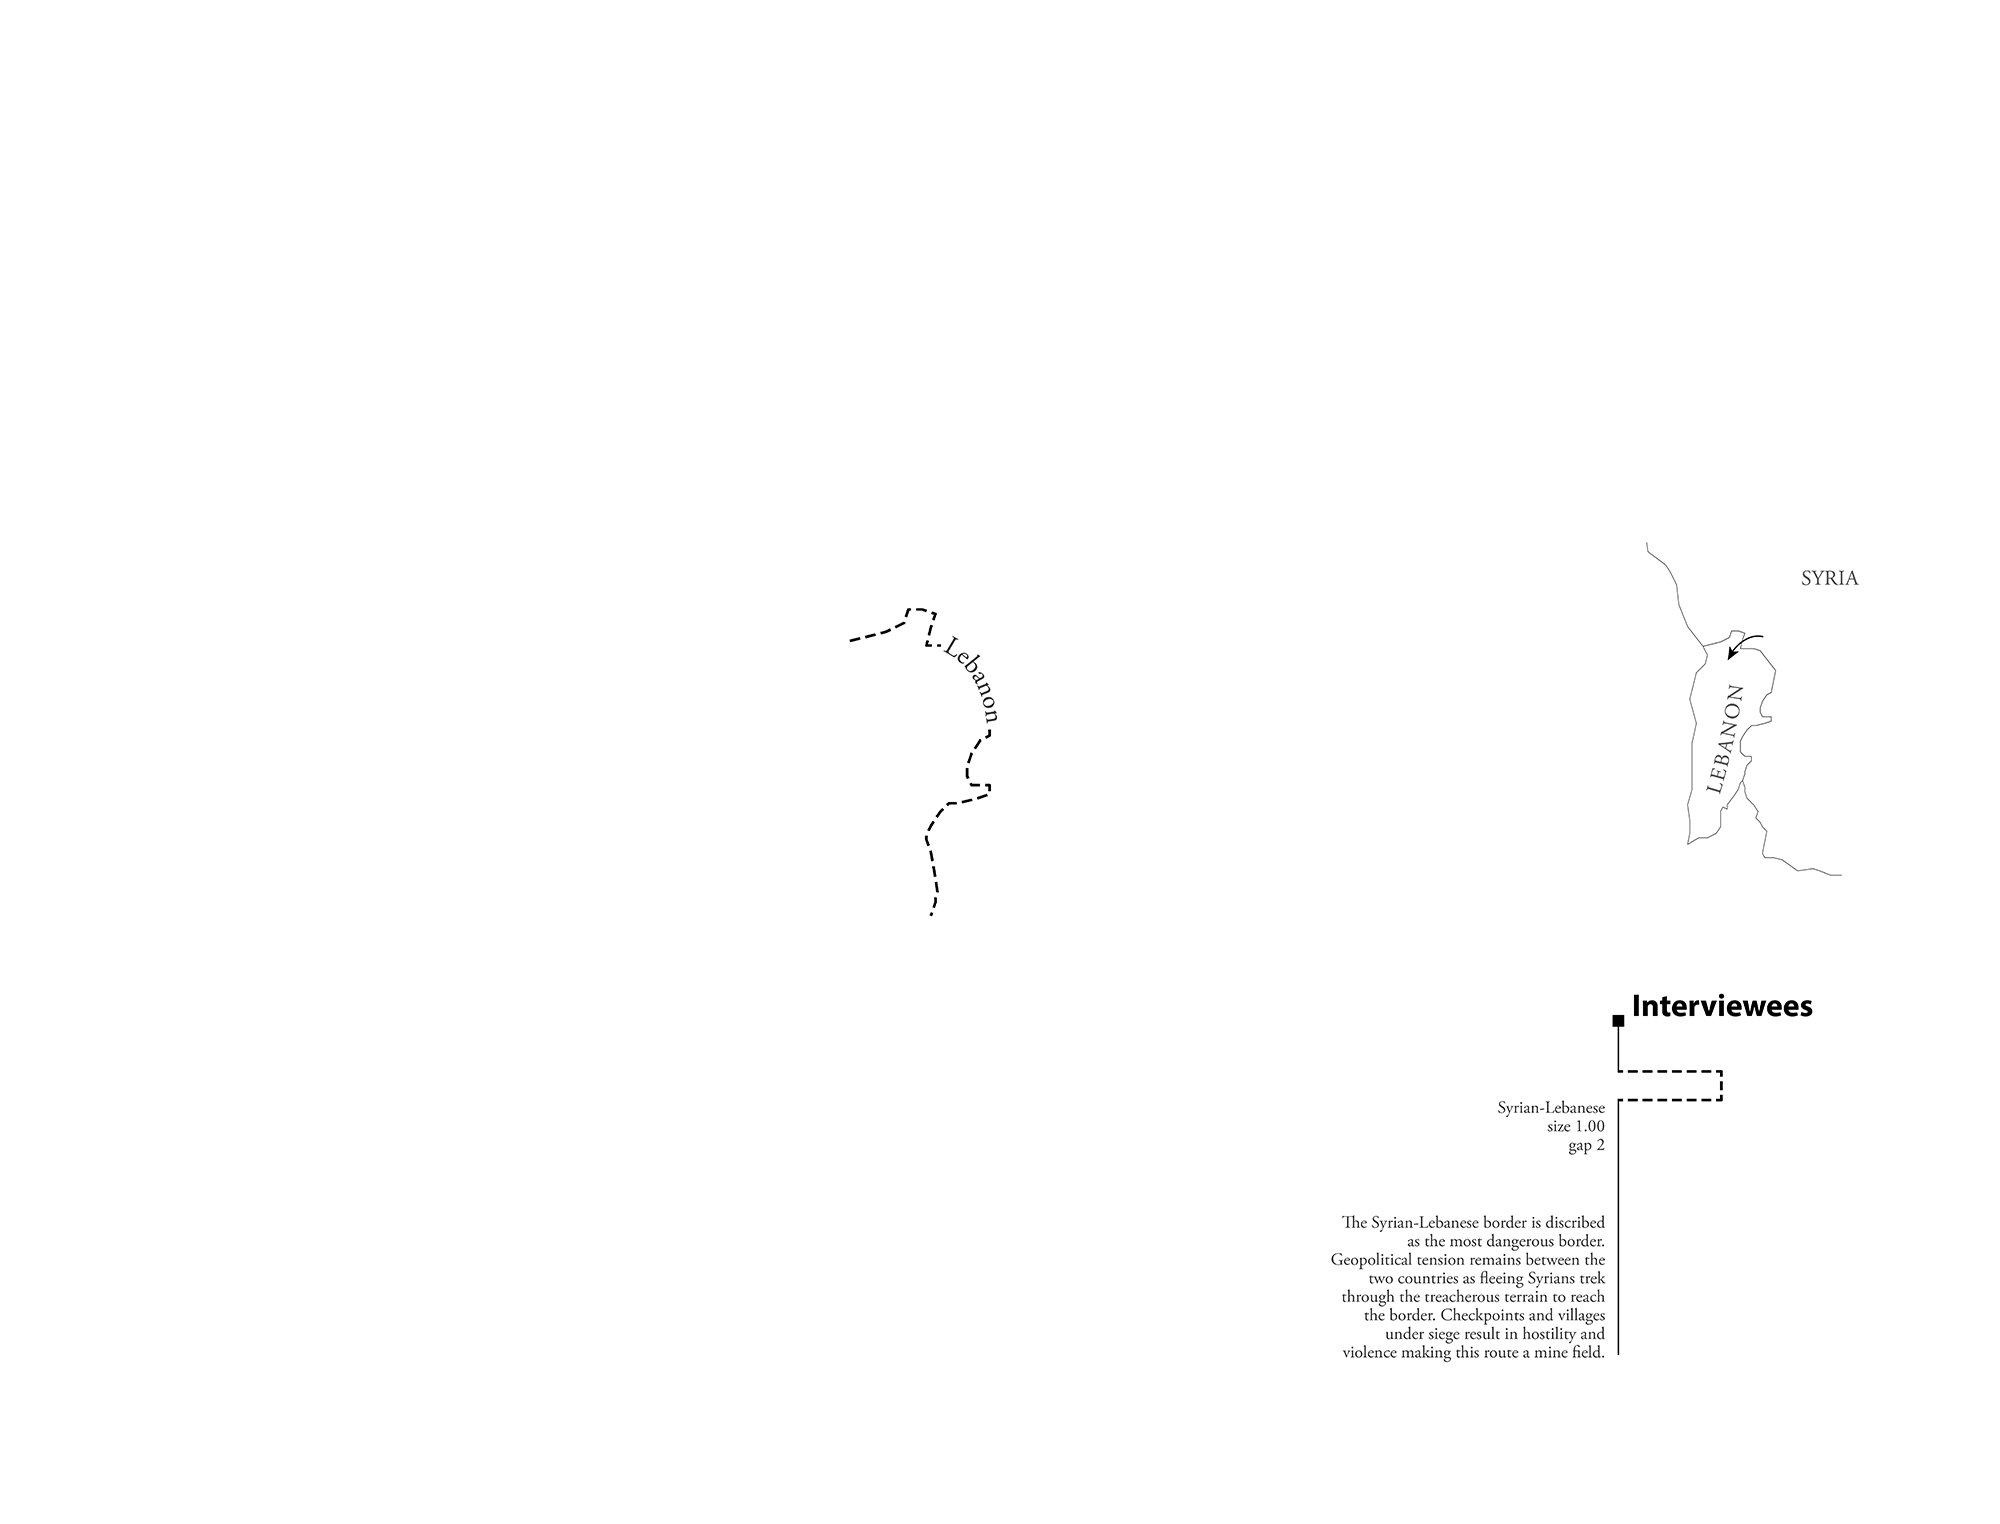 SYRIA
Lebanon
LEBANON
Interviewees
Syrian-Lebanese
size 1.00
gap 2
The Syrian-Lebanese border is discribed
as the most dangerous border.
Geopolitical tension remains between the
two countries as fleeing Syrians trek
through the treacherous terrain to reach
the border. Checkpoints and villages
under siege result in hostility and
violence making this route a mine field.